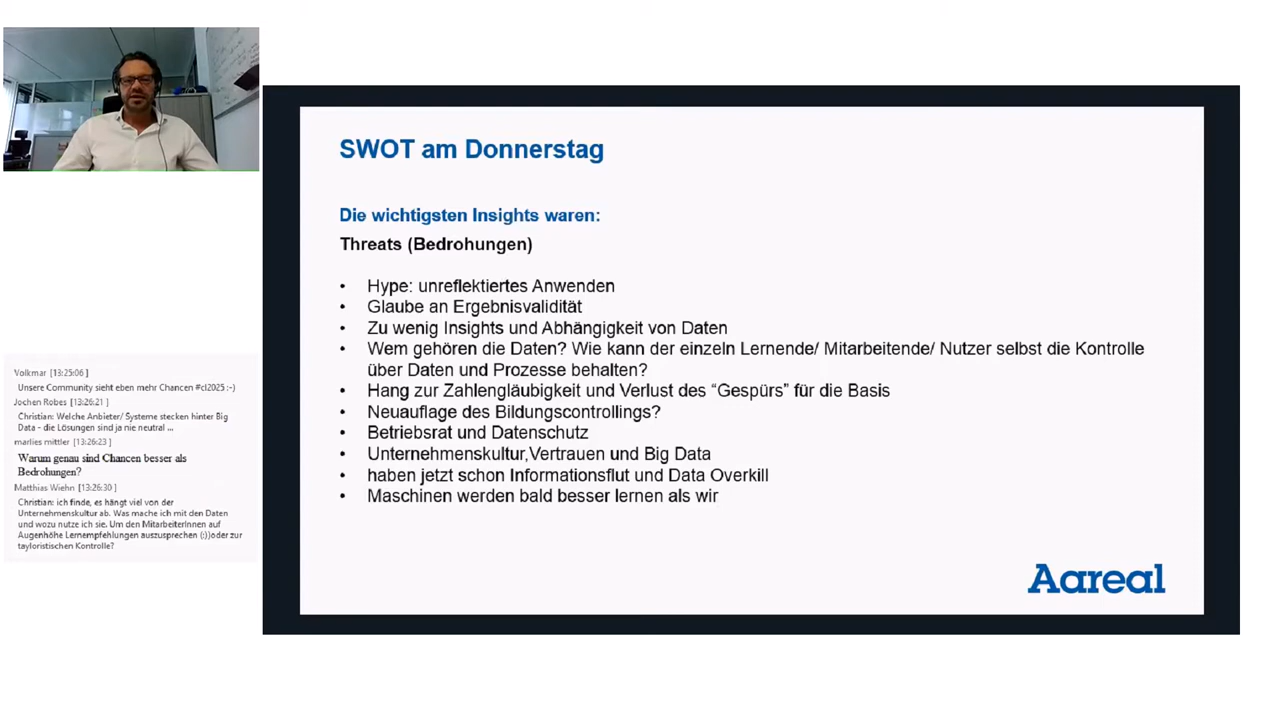 SWOT am Donnerstag
Die wichtigsten Insights waren:
Threats (Bedrohungen)
• Hype: unreflektiertes Anwenden
• Glaube an Ergebnisvalidität
• Zu wenig Insights und Abhängigkeit von Daten
• Wem gehören die Daten? Wie kann der einzeln Lernende/ Mitarbeitende/ Nutzer selbst die Kontrolle
über Daten und Prozesse behalten?
• Hang zur Zahlengläubigkeit und Verlust des “Gespürs” für die Basis
• Neuauflage des Bildungscontrollings?
• Betriebsrat und Datenschutz
• Unternehmenskultur,Vertrauen und Big Data
• haben jetzt schon Informationsflut und Data Overkill
• Maschinen werden bald besser lernen als wir
Aareal
Volkmar [13:25:06 ]
Unsere Community sieht eben mehr Chancen #cl2025 :-)
Jochen Robes [13:26:21 ]
Christian: Welche Anbieter/ Systeme stecken hinter Big
Data - die Lösungen sind ja nie neutral ...
marlies mittler [13:26:23 ]
Warum genau sind Chancen besser als
Bedrohungen?
Matthias Wiehn [13:26:30 ]
Christian: ich finde, es hängt viel von der
Unternehmenskultur ab. Was mache ich mit den Daten
und wozu nutze ich sie. Um den MitarbeiterInnen auf
Augenhöhe Lernempfehlungen auszusprechen (:))oder zur
tayloristischen Kontrolle?